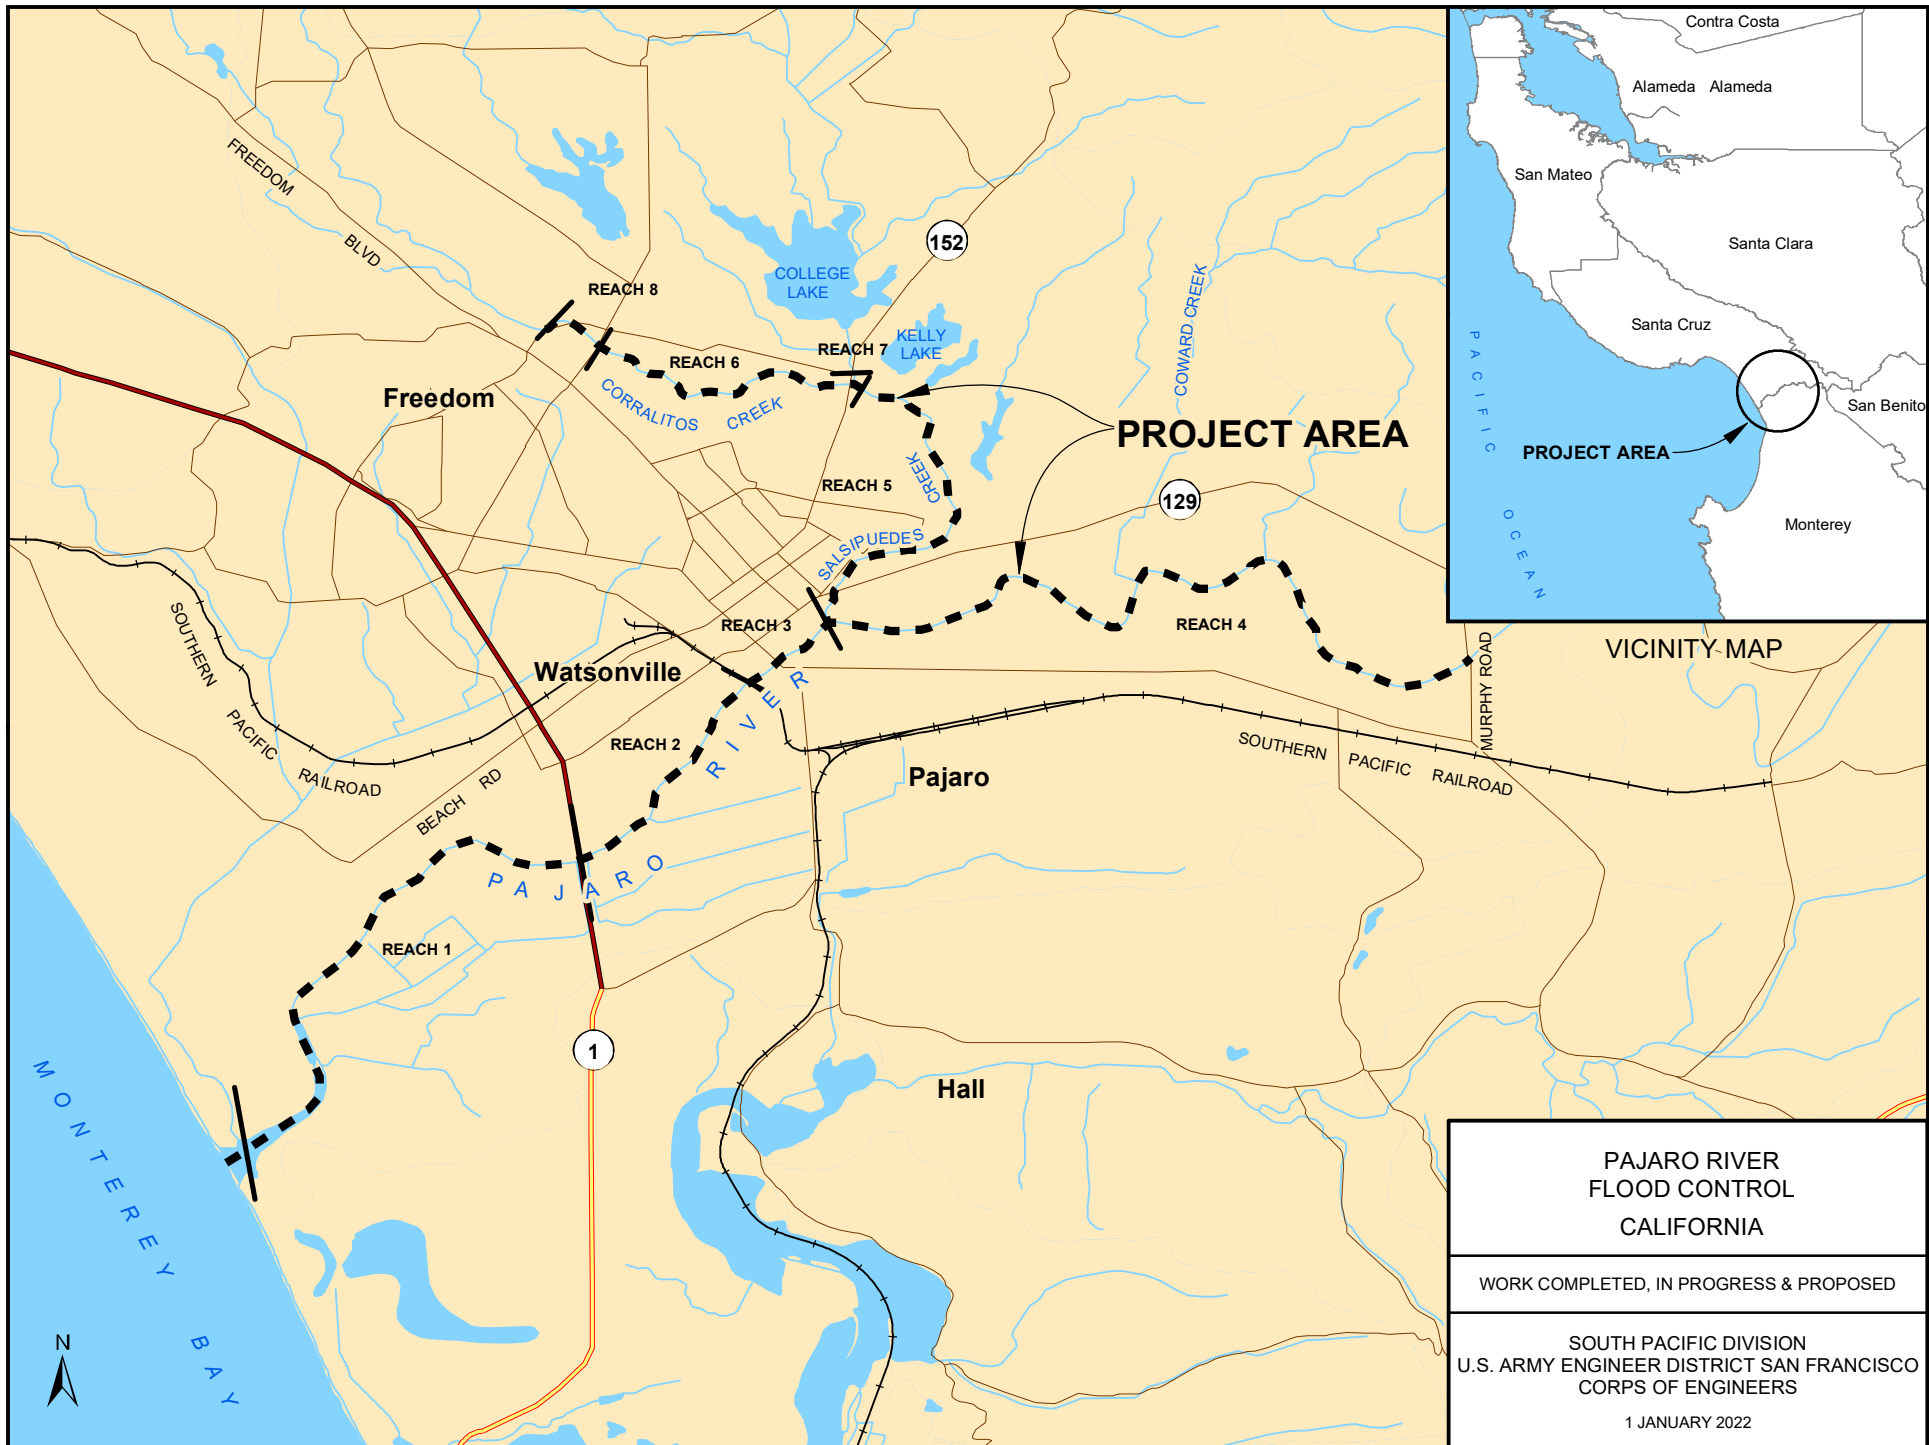 FREEDOM
BLVD
REACH 8
COLLEGE
LAKE
152
KELLY
LAKE
REACH 7
REACH 6
CORRALITOS
CREEK
COWARD CREEK
Freedom
PROJECT AREA
REACH 5
CREEK
SALSIPUEDES
129
REACH 3
REACH 4
SOUTHERN
PACIFIC
RAILROAD
Watsonville
REACH 2
RIVER
BEACH RD
PAJARO
Pajaro
SOUTHERN
PACIFIC
RAILROAD
MURPHY ROAD
REACH 1
1
Hall
MONTEREY BAY
N
Contra Costa
Alameda
Alameda
San Mateo
Santa Clara
Santa Cruz
San Benito
PACIFIC OCEAN
PROJECT AREA
Monterey
VICINITY MAP
PAJARO RIVER
FLOOD CONTROL
CALIFORNIA
WORK COMPLETED, IN PROGRESS & PROPOSED
SOUTH PACIFIC DIVISION
U.S. ARMY ENGINEER DISTRICT SAN FRANCISCO
CORPS OF ENGINEERS
1 JANUARY 2022